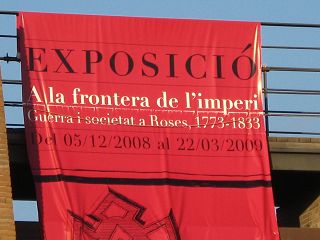 EXPOSICIÓ
A la frontera de l'imperi
Guerra i societat a Roses, 1773-1833
Del 05/12/2008 al 22/03/2009